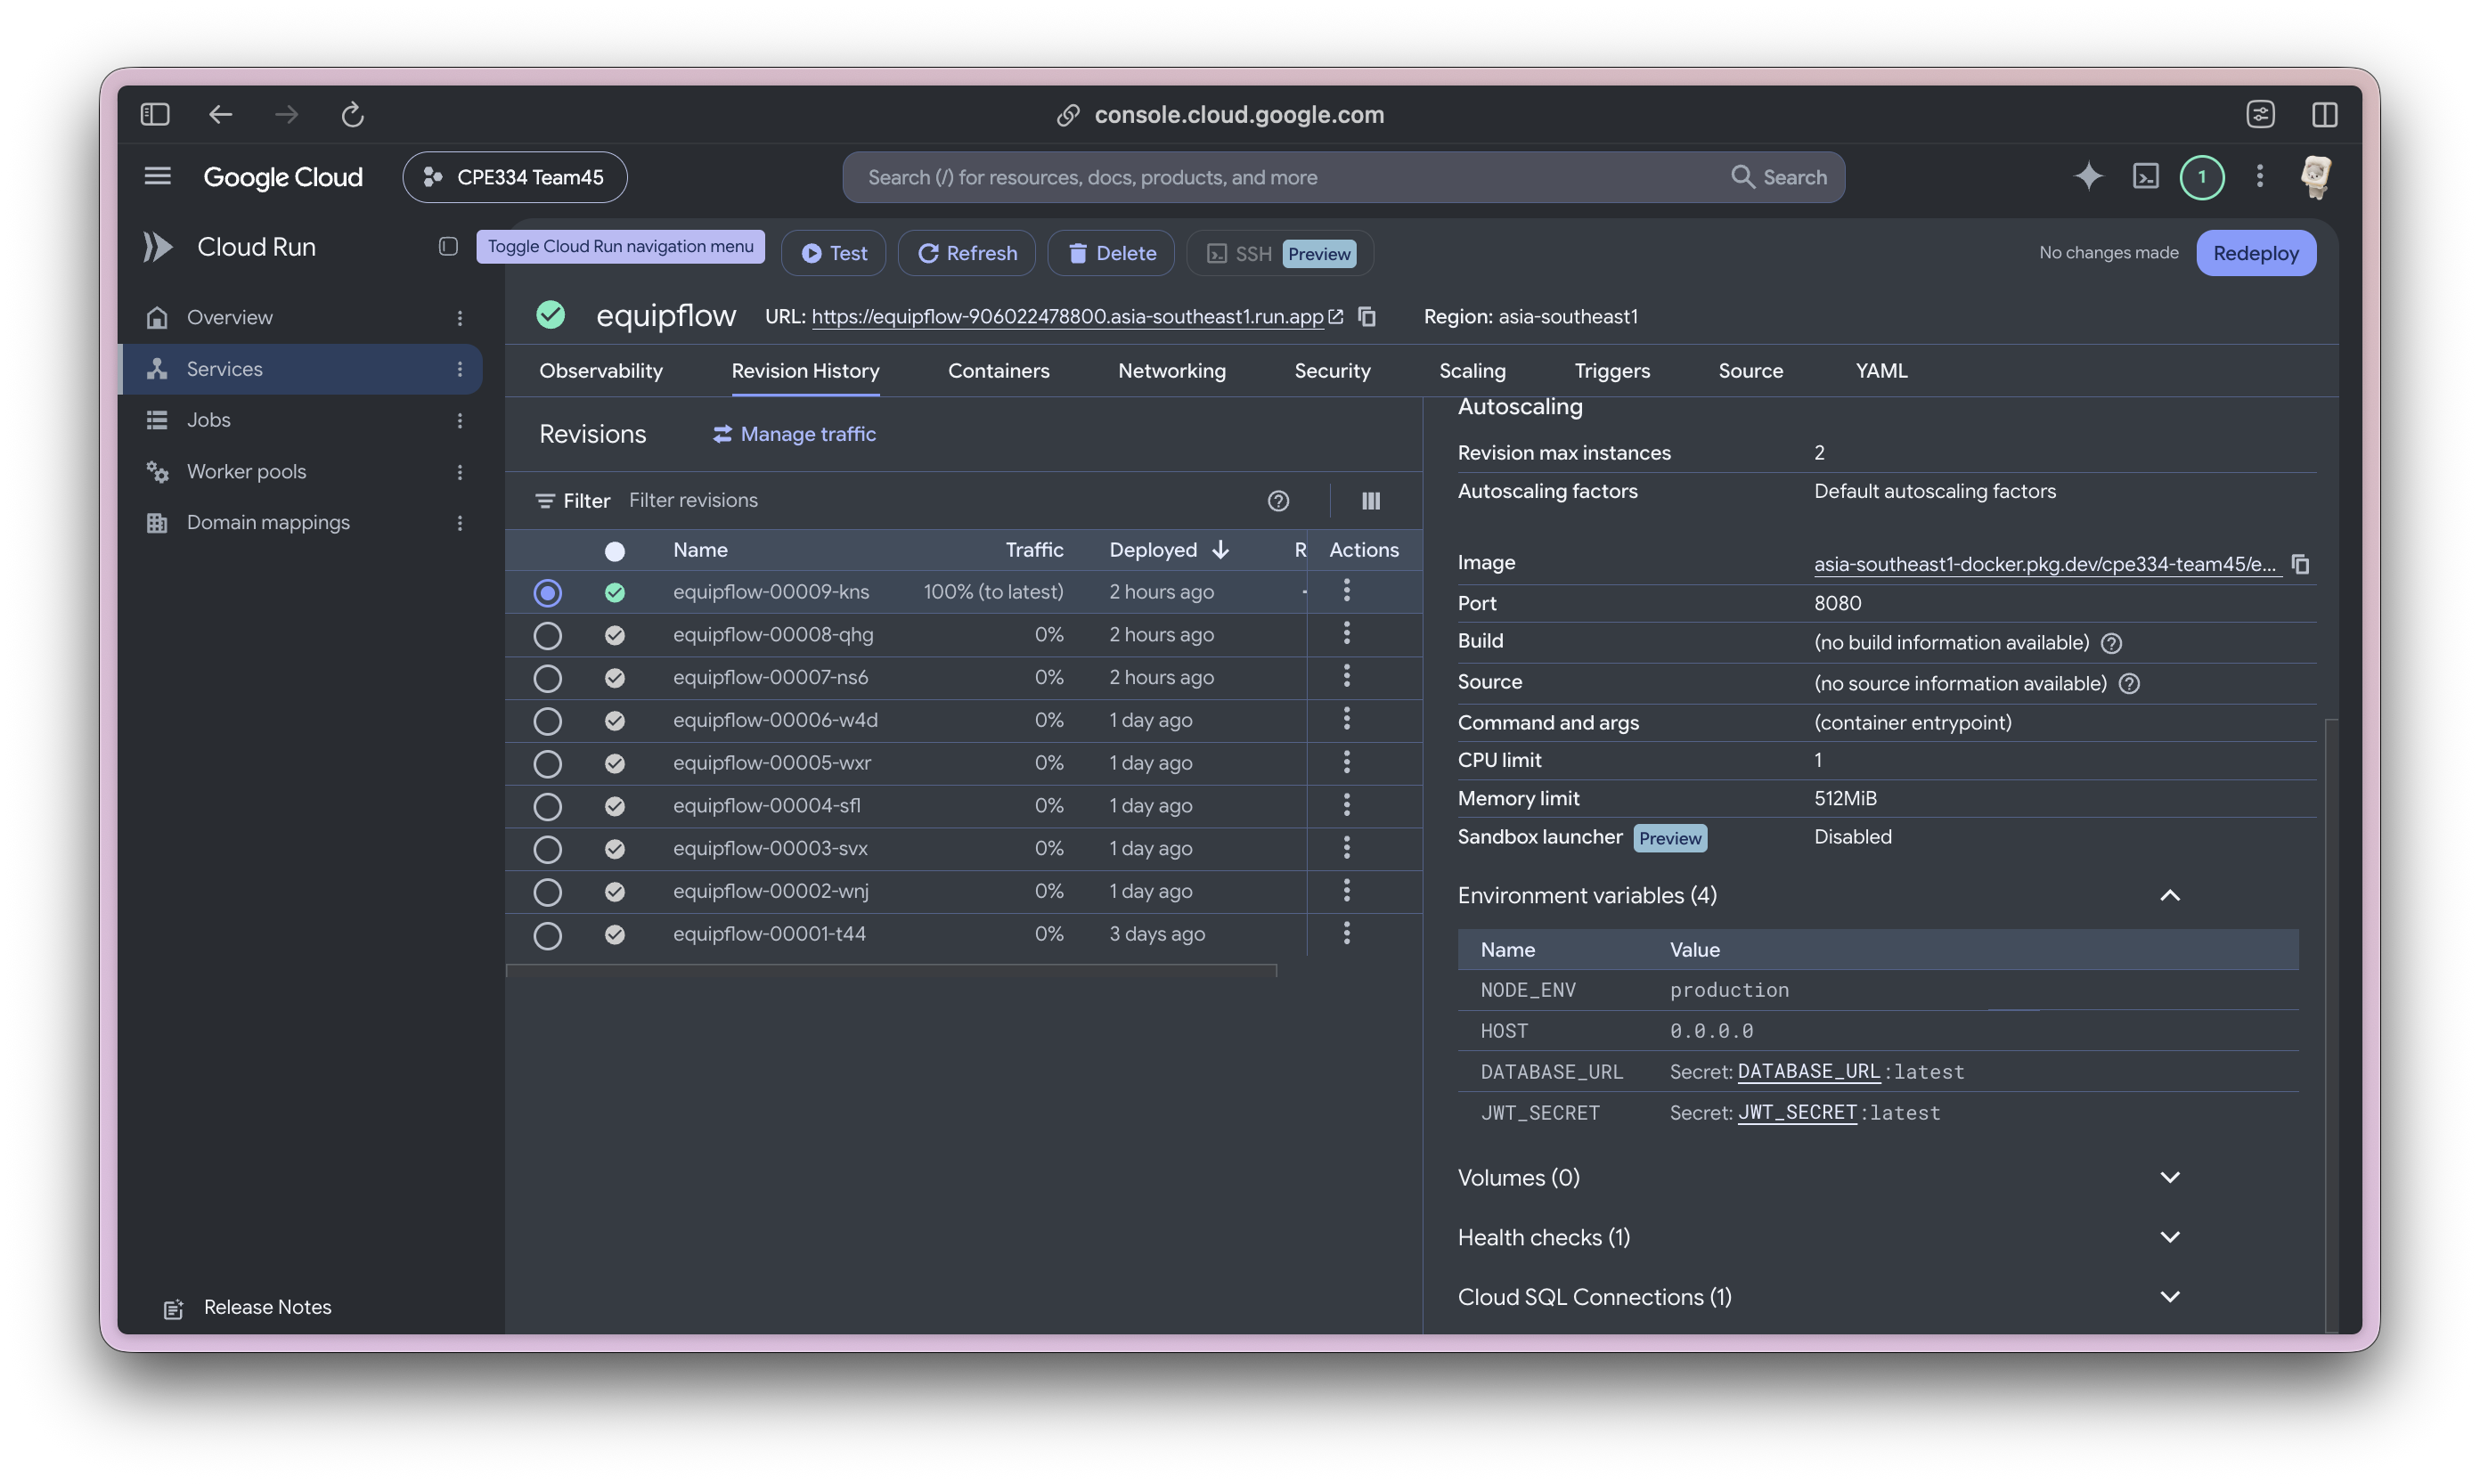 console.cloud.google.com
Google Cloud
CPE334 Team45
Search (/) for resources, docs, products, and more
Search
1
Cloud Run
Toggle Cloud Run navigation menu
Test
Refresh
Delete
SSH Preview
No changes made
Redeploy
Overview
Services
Jobs
Worker pools
Domain mappings
Release Notes
equipflow
URL: https://equipflow-906022478800.asia-southeast1.run.app
Region: asia-southeast1
Observability
Revision History
Containers
Networking
Security
Scaling
Triggers
Source
YAML
Revisions
Manage traffic
Filter Filter revisions
Name Traffic Deployed R Actions
equipflow-00009-kns 100% (to latest) 2 hours ago -
equipflow-00008-qhg 0% 2 hours ago
equipflow-00007-ns6 0% 2 hours ago
equipflow-00006-w4d 0% 1 day ago
equipflow-00005-wxr 0% 1 day ago
equipflow-00004-sfl 0% 1 day ago
equipflow-00003-svx 0% 1 day ago
equipflow-00002-wnj 0% 1 day ago
equipflow-00001-t44 0% 3 days ago
Autoscaling
Revision max instances 2
Autoscaling factors Default autoscaling factors
Image asia-southeast1-docker.pkg.dev/cpe334-team45/e...
Port 8080
Build (no build information available)
Source (no source information available)
Command and args (container entrypoint)
CPU limit 1
Memory limit 512MiB
Sandbox launcher Preview Disabled
Environment variables (4)
Name Value
NODE_ENV production
HOST 0.0.0.0
DATABASE_URL Secret: DATABASE_URL:latest
JWT_SECRET Secret: JWT_SECRET:latest
Volumes (0)
Health checks (1)
Cloud SQL Connections (1)